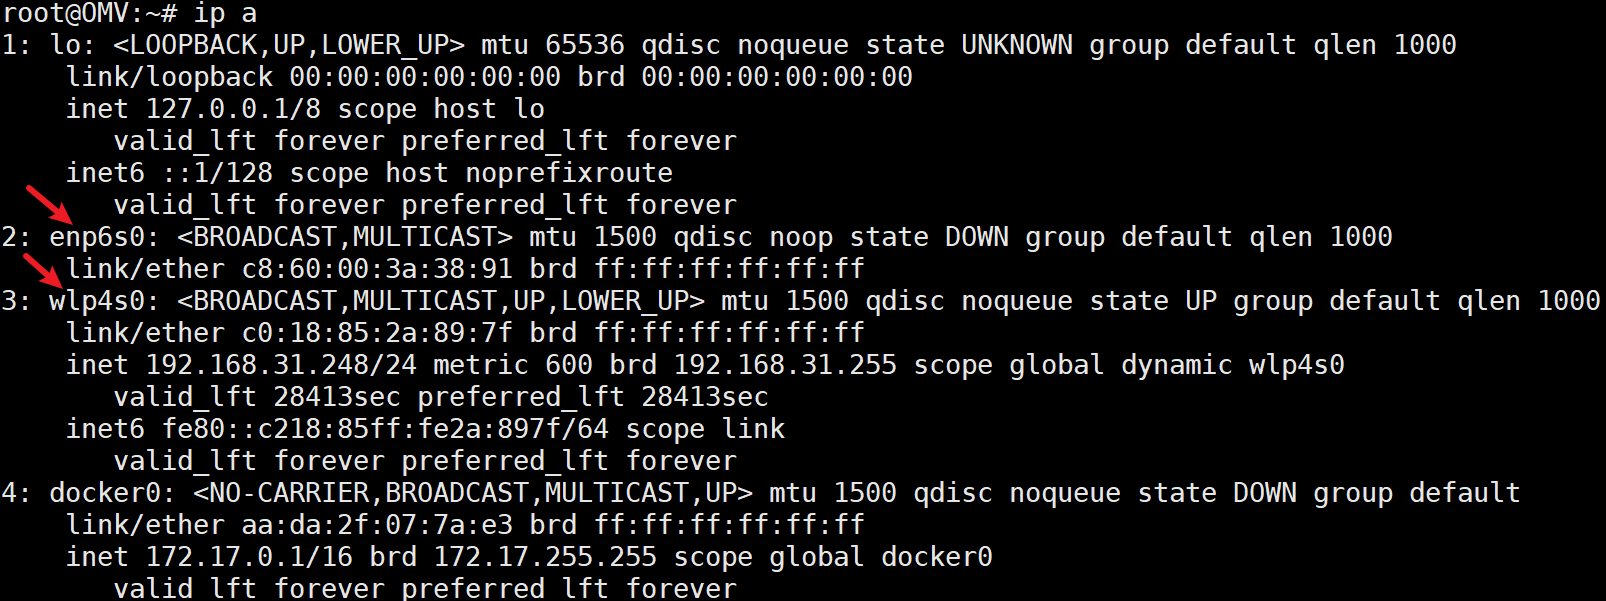 root@OMV:~# ip a
1: lo: <LOOPBACK,UP,LOWER_UP> mtu 65536 qdisc noqueue state UNKNOWN group default qlen 1000
link/loopback 00:00:00:00:00:00 brd 00:00:00:00:00:00
inet 127.0.0.1/8 scope host lo
valid_lft forever preferred_lft forever
inet6 ::1/128 scope host noprefixroute
valid_lft forever preferred_lft forever
2: enp6s0: <BROADCAST,MULTICAST> mtu 1500 qdisc noop state DOWN group default qlen 1000
link/ether c8:60:00:3a:38:91 brd ff:ff:ff:ff:ff:ff
3: wlp4s0: <BROADCAST,MULTICAST,UP,LOWER_UP> mtu 1500 qdisc noqueue state UP group default qlen 1000
link/ether c0:18:85:2a:89:7f brd ff:ff:ff:ff:ff:ff
inet 192.168.31.248/24 metric 600 brd 192.168.31.255 scope global dynamic wlp4s0
valid_lft 28413sec preferred_lft 28413sec
inet6 fe80::c218:85ff:fe2a:897f/64 scope link
valid_lft forever preferred_lft forever
4: docker0: <NO-CARRIER,BROADCAST,MULTICAST,UP> mtu 1500 qdisc noqueue state DOWN group default
link/ether aa:da:2f:07:7a:e3 brd ff:ff:ff:ff:ff:ff
inet 172.17.0.1/16 brd 172.17.255.255 scope global docker0
valid_lft forever preferred_lft forever